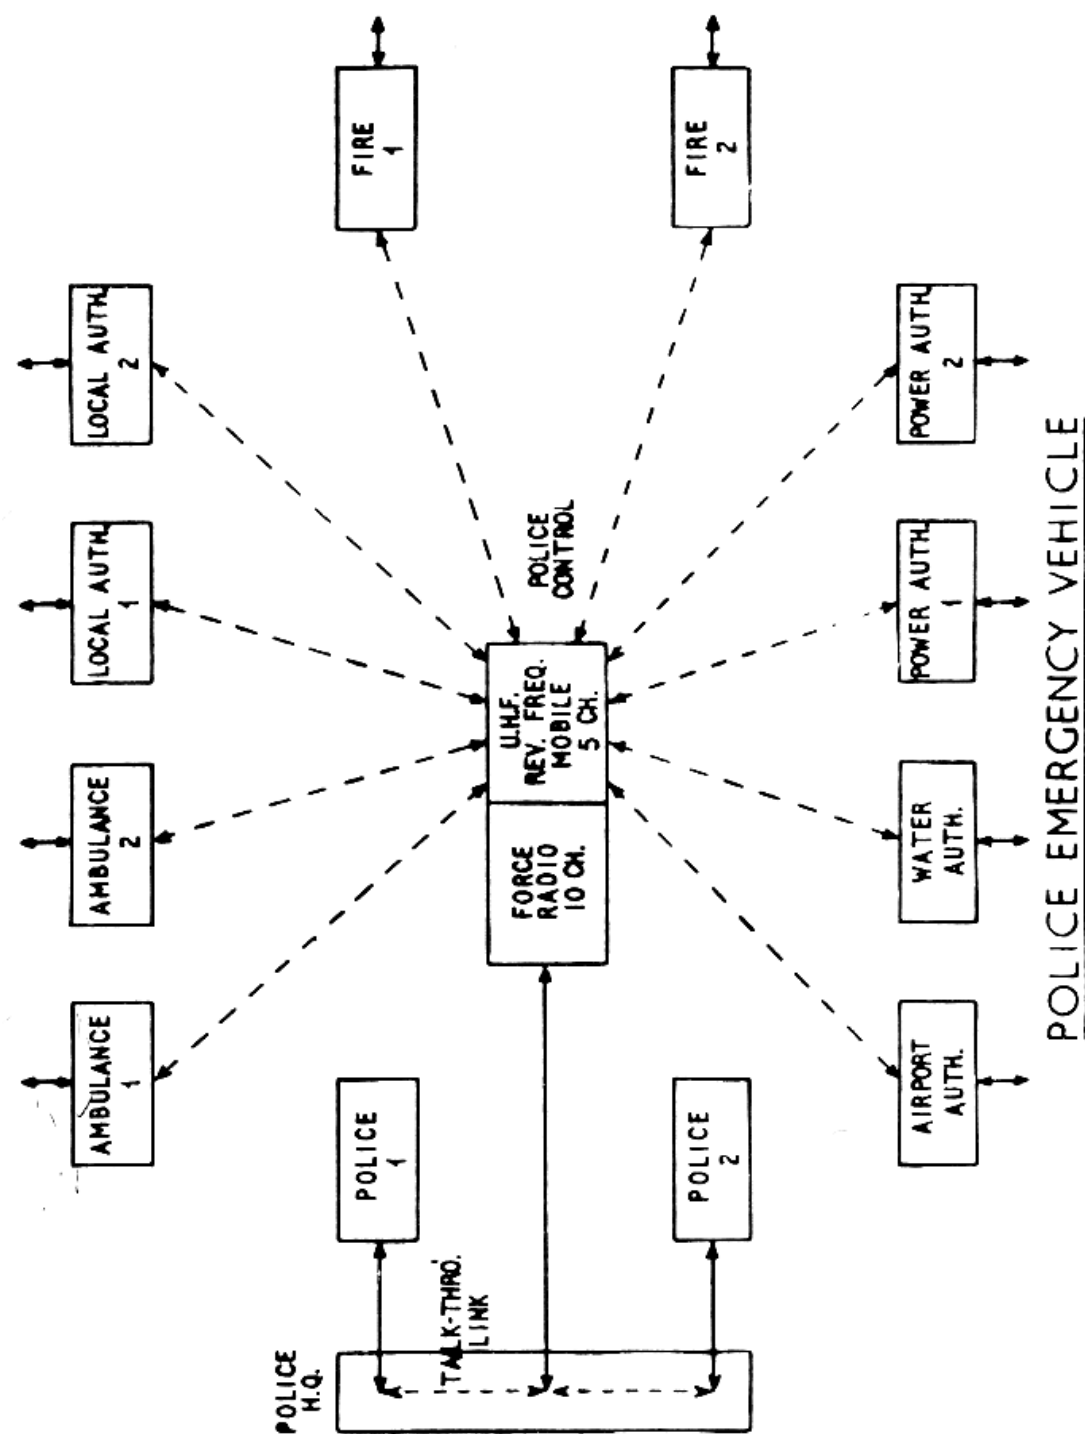 POLICE
H.Q.
TALK-THRO'
LINK
POLICE
1
POLICE
2
AMBULANCE
1
AMBULANCE
2
LOCAL AUTH.
1
LOCAL AUTH.
2
FIRE
1
FIRE
2
FORCE
RADIO
10 CH.
U.H.F.
REV. FREQ.
MOBILE
5 CH.
POLICE
CONTROL
AIRPORT
AUTH.
WATER
AUTH.
POWER AUTH.
1
POWER AUTH.
2
POLICE EMERGENCY VEHICLE